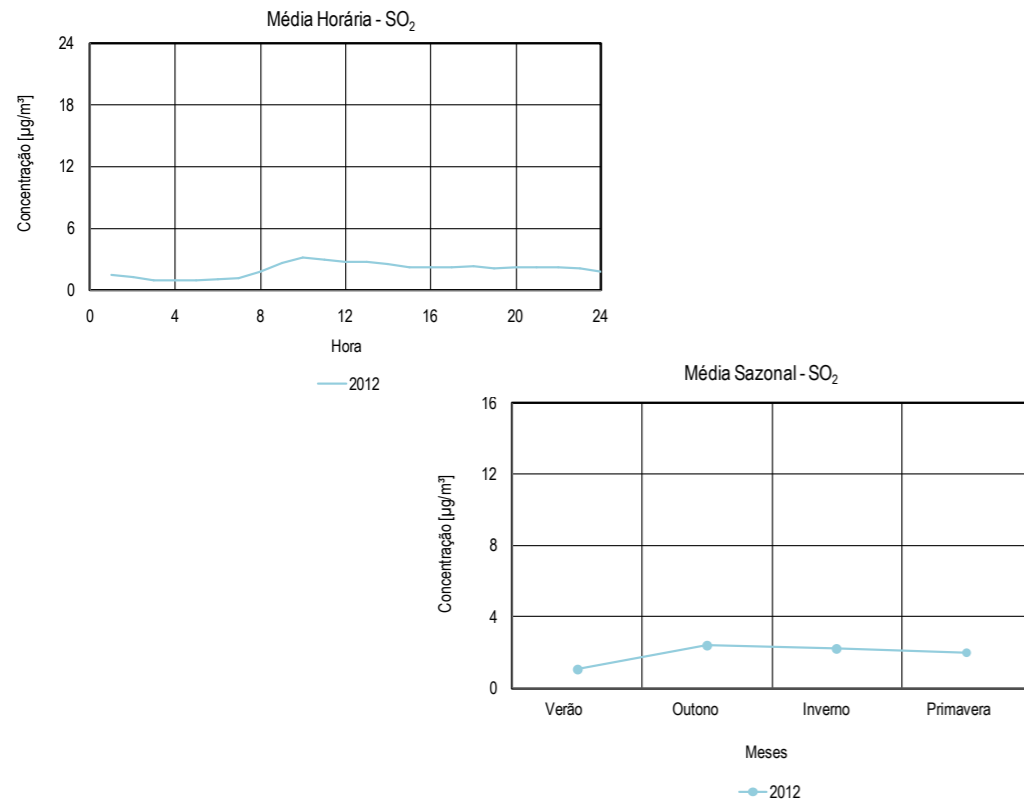 Média Horária - SO₂
24
18
12
6
0
Concentração [µg/m³]
0 4 8 12 16 20 24
Hora
2012
Média Sazonal - SO₂
16
12
8
4
0
Concentração [µg/m³]
Verão Outono Inverno Primavera
Meses
2012